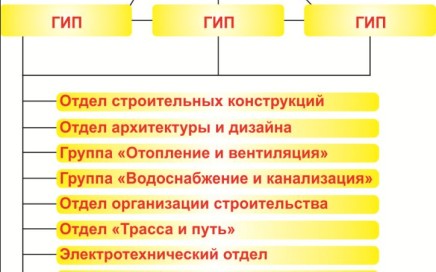 ГИП ГИП ГИП
Отдел строительных конструкций
Отдел архитектуры и дизайна
Группа «Отопление и вентиляция»
Группа «Водоснабжение и канализация»
Отдел организации строительства
Отдел «Трасса и путь»
Электротехнический отдел